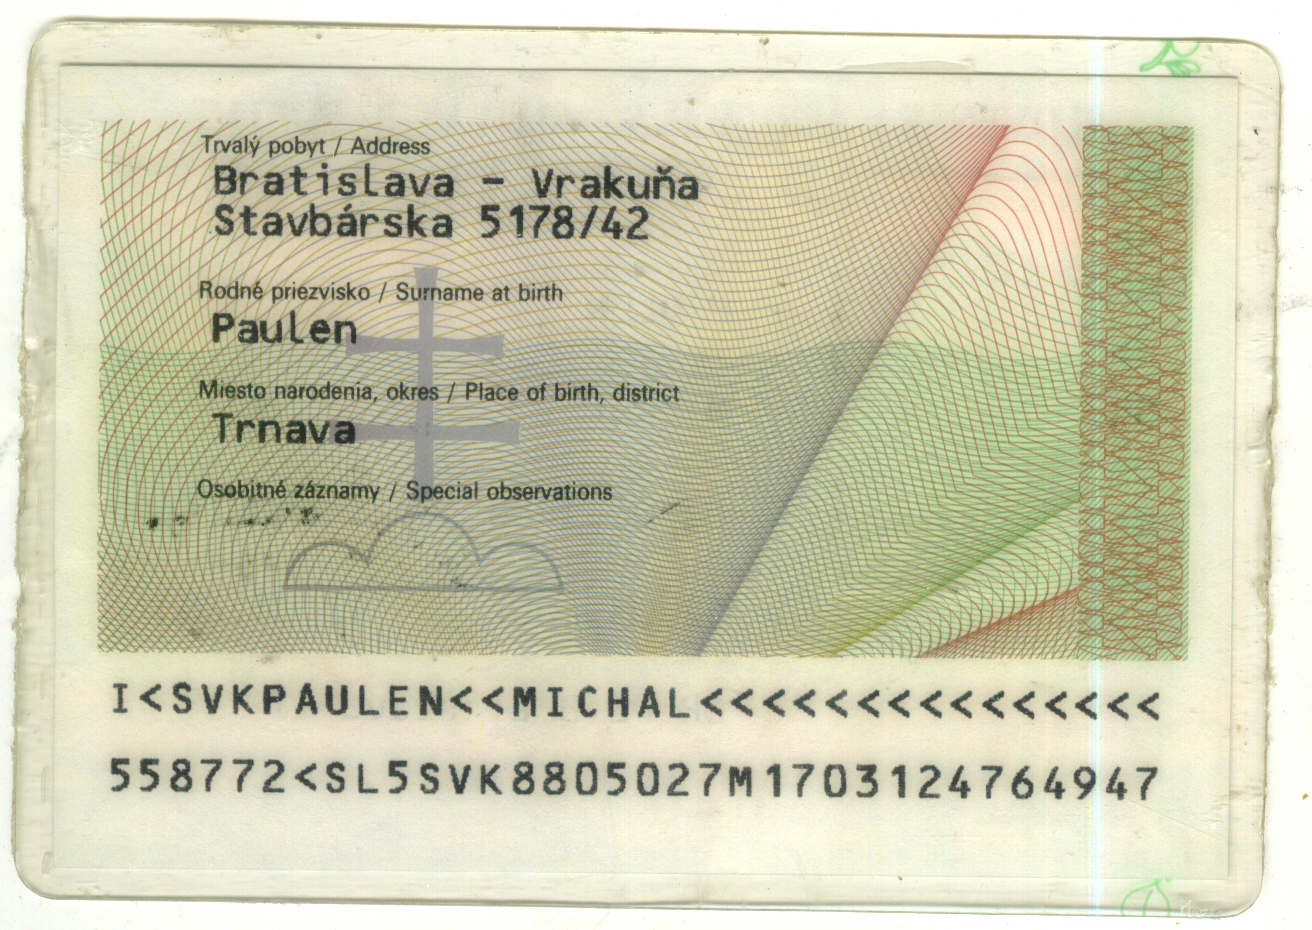 Trvalý pobyt / Address
Bratislava - Vrakuňa
Stavbárska 5178/42
Rodné priezvisko / Surname at birth
Paulen
Miesto narodenia, okres / Place of birth, district
Trnava
Osobitné záznamy / Special observations
I<SVKPAULEN<<MICHAL<<<<<<<<<<<<<<<
558772<SL5SVK8805027M1703124764947